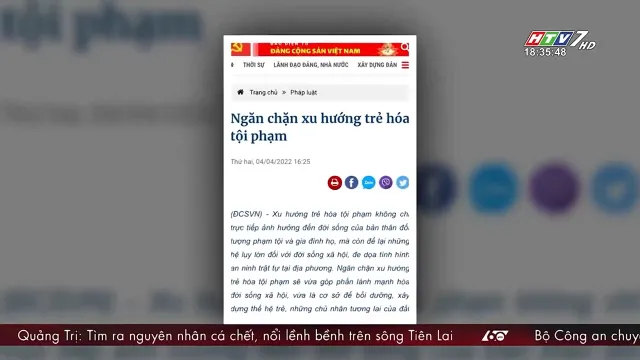 tội phạm
HTV7 HD
18:35:48
ĐẢNG CỘNG SẢN VIỆT NAM
THỜI SỰ LÃNH ĐẠO ĐẢNG, NHÀ NƯỚC XÂY DỰNG ĐẢN
Trang chủ » Pháp luật
Ngăn chặn xu hướng trẻ hóa
tội phạm
Thứ hai, 04/04/2022 16:25
Zalo
(ĐCSVN) - Xu hướng trẻ hóa tội phạm không chỉ
trực tiếp ảnh hưởng đến đời sống của bản thân đối
tượng phạm tội và gia đình họ, mà còn để lại những
hệ luỵ lớn đối với đời sống xã hội, đe dọa tình hình
an ninh trật tự tại địa phương. Ngăn chặn xu hướng
trẻ hóa tội phạm sẽ vừa góp phần lành mạnh hóa
đời sống xã hội, vừa là cơ sở để bồi dưỡng, xây
dựng thế hệ trẻ, những chủ nhân tương lai của đất
Quảng Trị: Tìm ra nguyên nhân cá chết, nổi lềnh bềnh trên sông Tiên Lai 60 Bộ Công an chuy